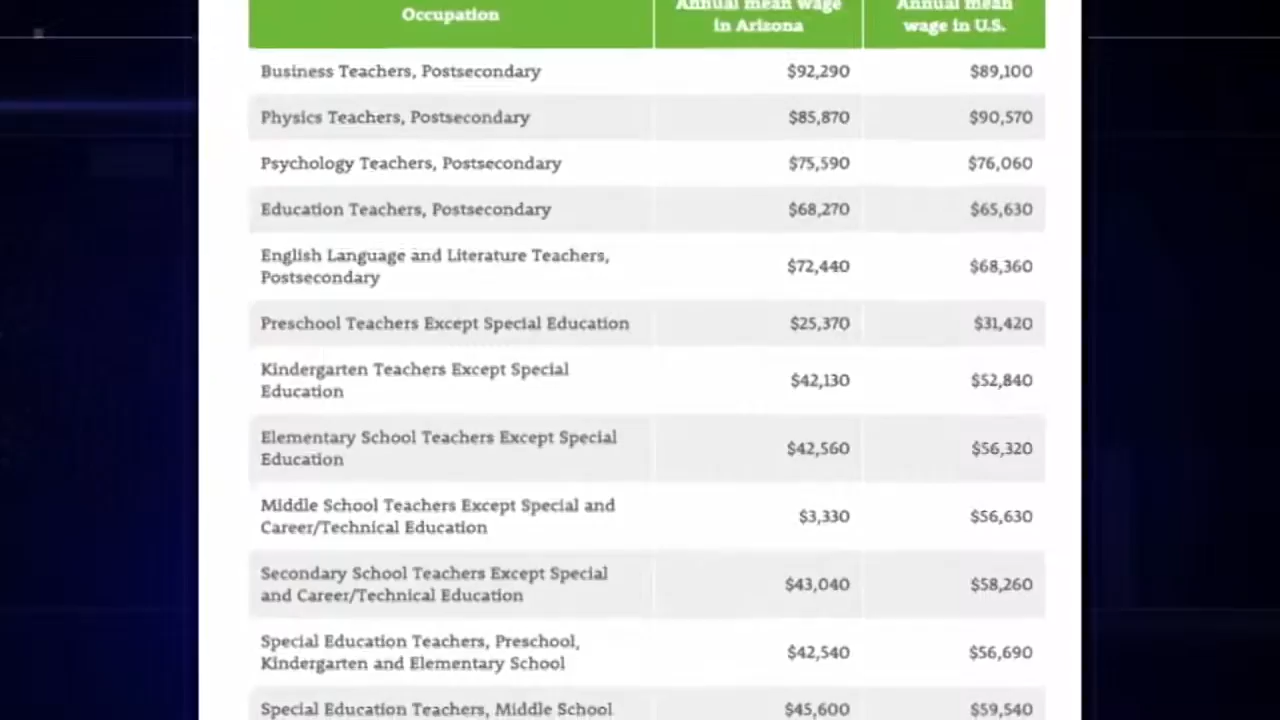 Occupation
Annual mean wage
in Arizona
Annual mean
wage in U.S.
Business Teachers, Postsecondary $92,290 $89,100
Physics Teachers, Postsecondary $85,870 $90,570
Psychology Teachers, Postsecondary $75,590 $76,060
Education Teachers, Postsecondary $68,270 $65,630
English Language and Literature Teachers,
Postsecondary $72,440 $68,360
Preschool Teachers Except Special Education $25,370 $31,420
Kindergarten Teachers Except Special
Education $42,130 $52,840
Elementary School Teachers Except Special
Education $42,560 $56,320
Middle School Teachers Except Special and
Career/Technical Education $3,330 $56,630
Secondary School Teachers Except Special
and Career/Technical Education $43,040 $58,260
Special Education Teachers, Preschool,
Kindergarten and Elementary School $42,540 $56,690
Special Education Teachers, Middle School $45,600 $59,540